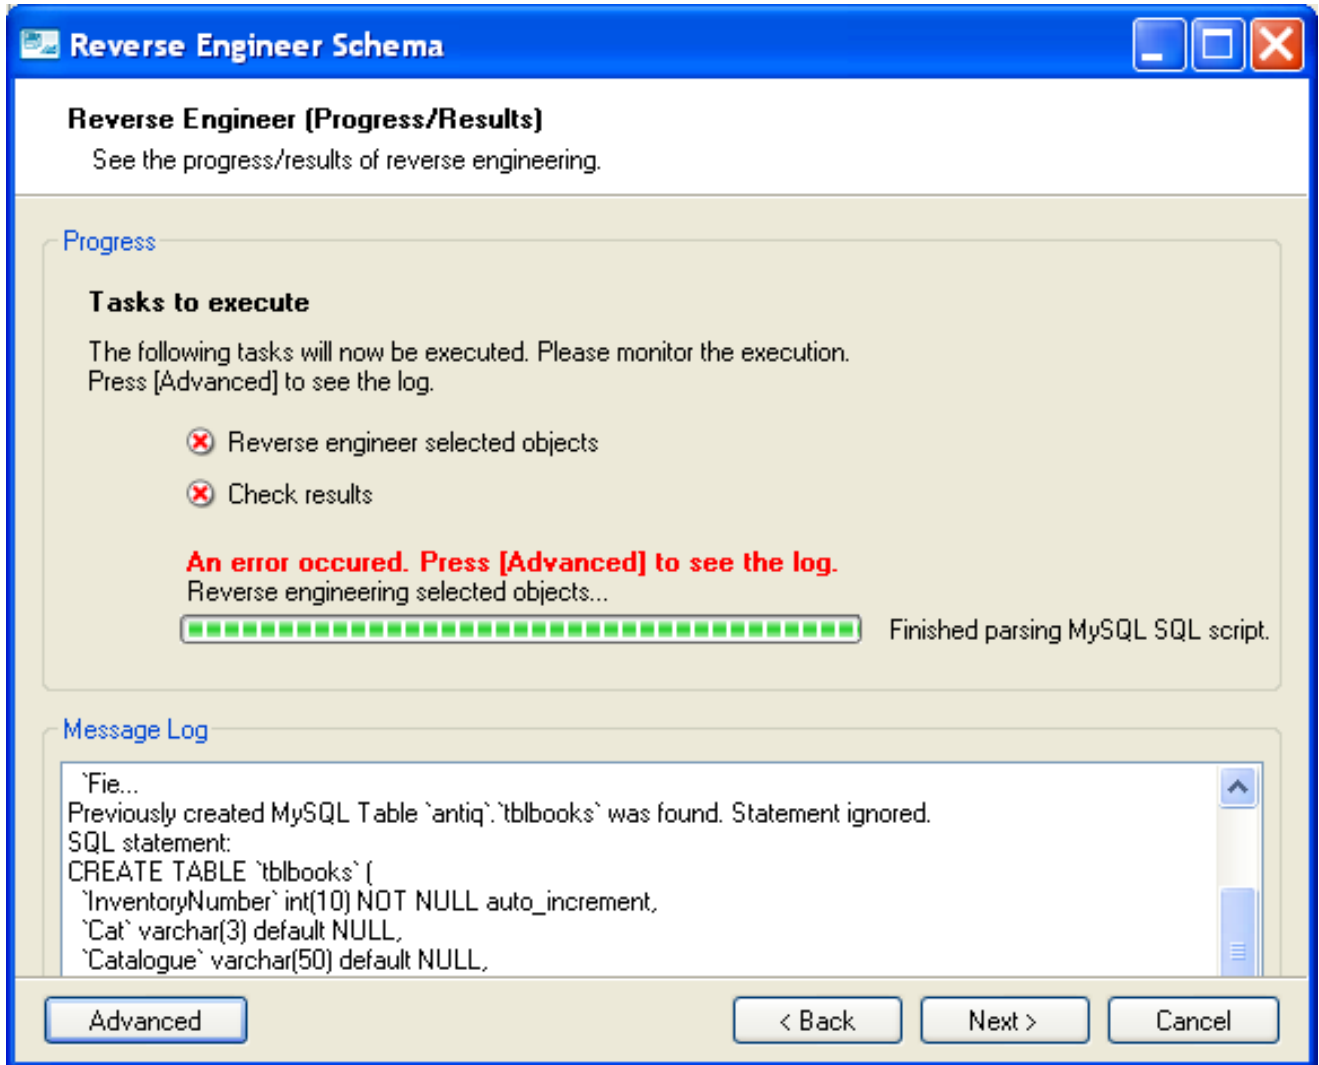 Reverse Engineer Schema
Reverse Engineer (Progress/Results)
See the progress/results of reverse engineering.
Progress
Tasks to execute
The following tasks will now be executed. Please monitor the execution.
Press [Advanced] to see the log.
Reverse engineer selected objects
Check results
An error occured. Press [Advanced] to see the log.
Reverse engineering selected objects...
Finished parsing MySQL SQL script.
Message Log
`Fie...
Previously created MySQL Table `antiq`.`tblbooks` was found. Statement ignored.
SQL statement:
CREATE TABLE `tblbooks` (
`InventoryNumber` int(10) NOT NULL auto_increment,
`Cat` varchar(3) default NULL,
`Catalogue` varchar(50) default NULL,
Advanced
< Back
Next >
Cancel